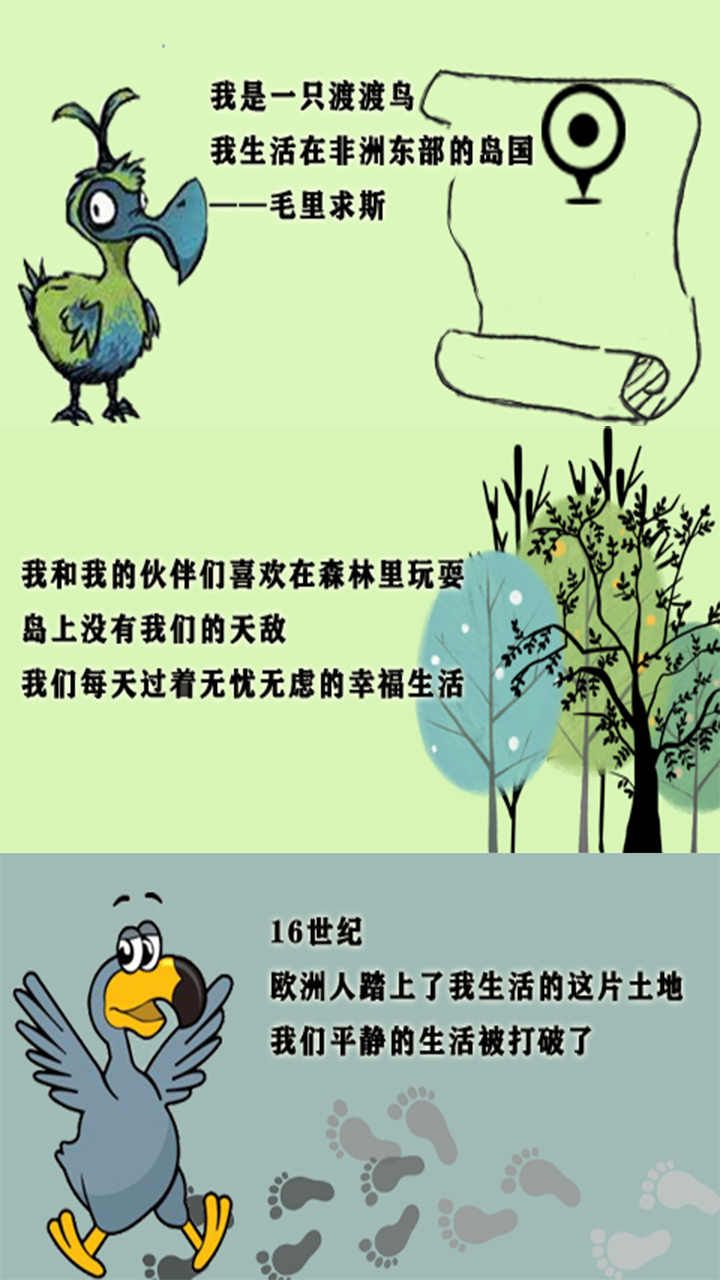 我是一只渡渡鸟
我生活在非洲东部的岛国
——毛里求斯
我和我的伙伴们喜欢在森林里玩耍
岛上没有我们的天敌
我们每天过着无忧无虑的幸福生活
16世纪
欧洲人踏上了我生活的这片土地
我们平静的生活被打破了